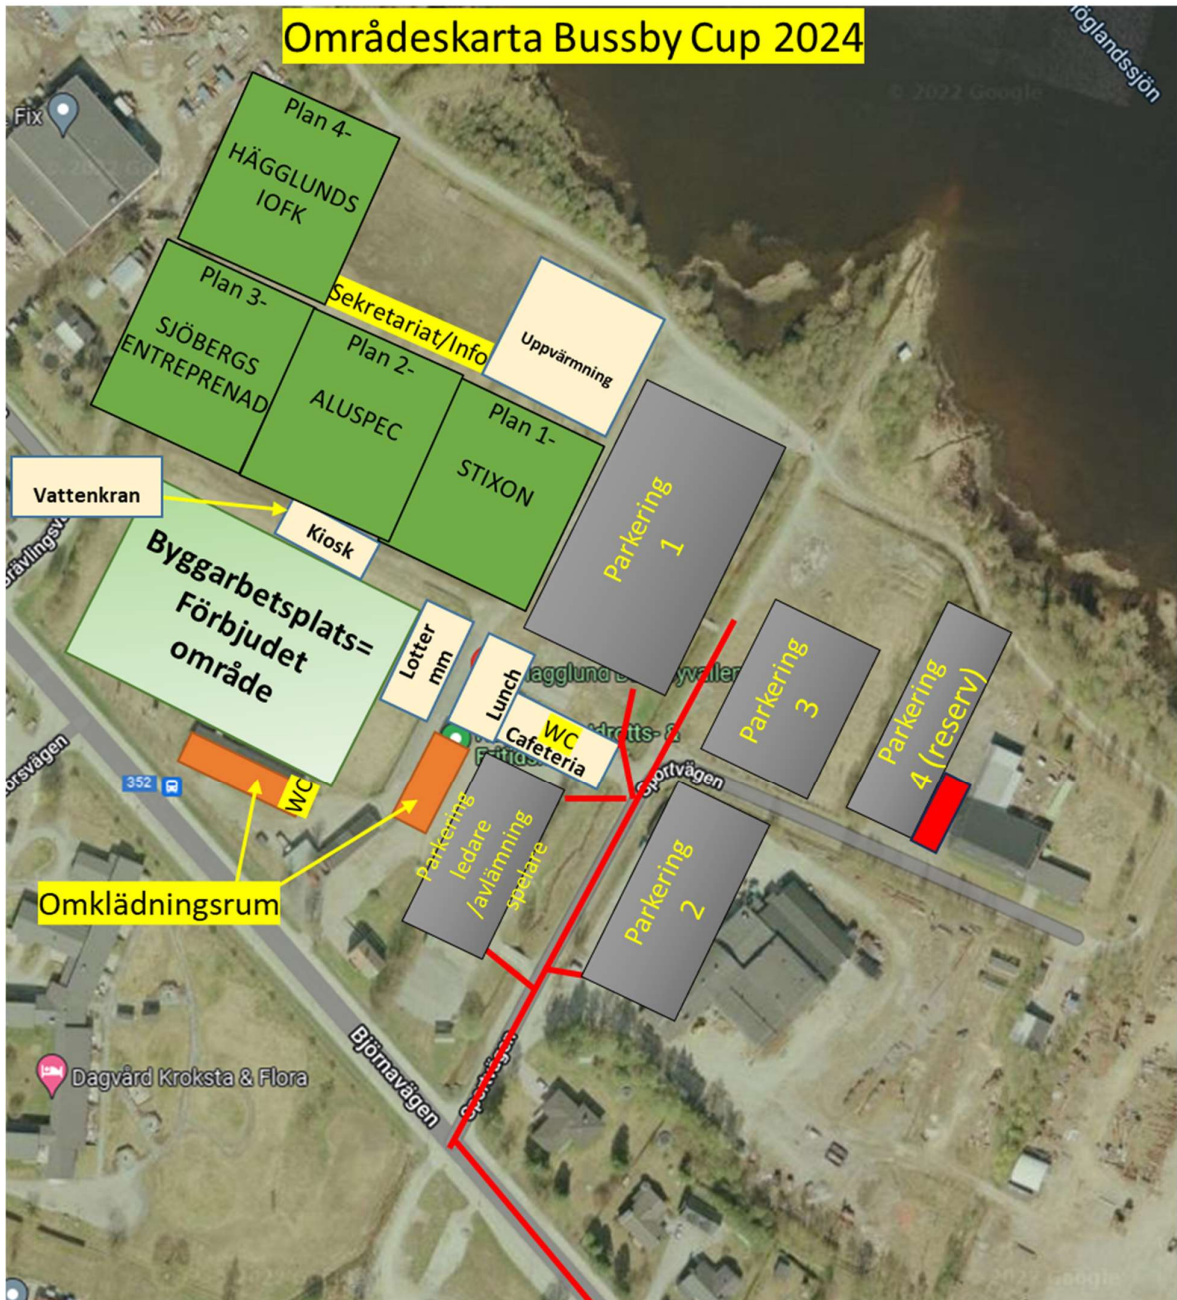 Områdeskarta Bussby Cup 2024
öglandssjön
© 2022 Google
Fix
Plan 4-
HÄGGLUNDS
IOFK
Plan 3-
SJÖBERGS
ENTREPRENAD
Sekretariat/Info
Plan 2-
ALUSPEC
Uppvärmning
Plan 1-
STIXON
Parkering
1
Vattenkran
Kiosk
Byggarbetsplats=
Förbjudet
område
Lotter
mm
Lunch
WC
Cafeteria
Parkering
3
Parkering
4 (reserv)
Sportvägen
352
WC
Omklädningsrum
Parkering
ledare
/avlämning
spelare
Parkering
2
Sportvägen
Björnavägen
Dagvård Kroksta & Flora